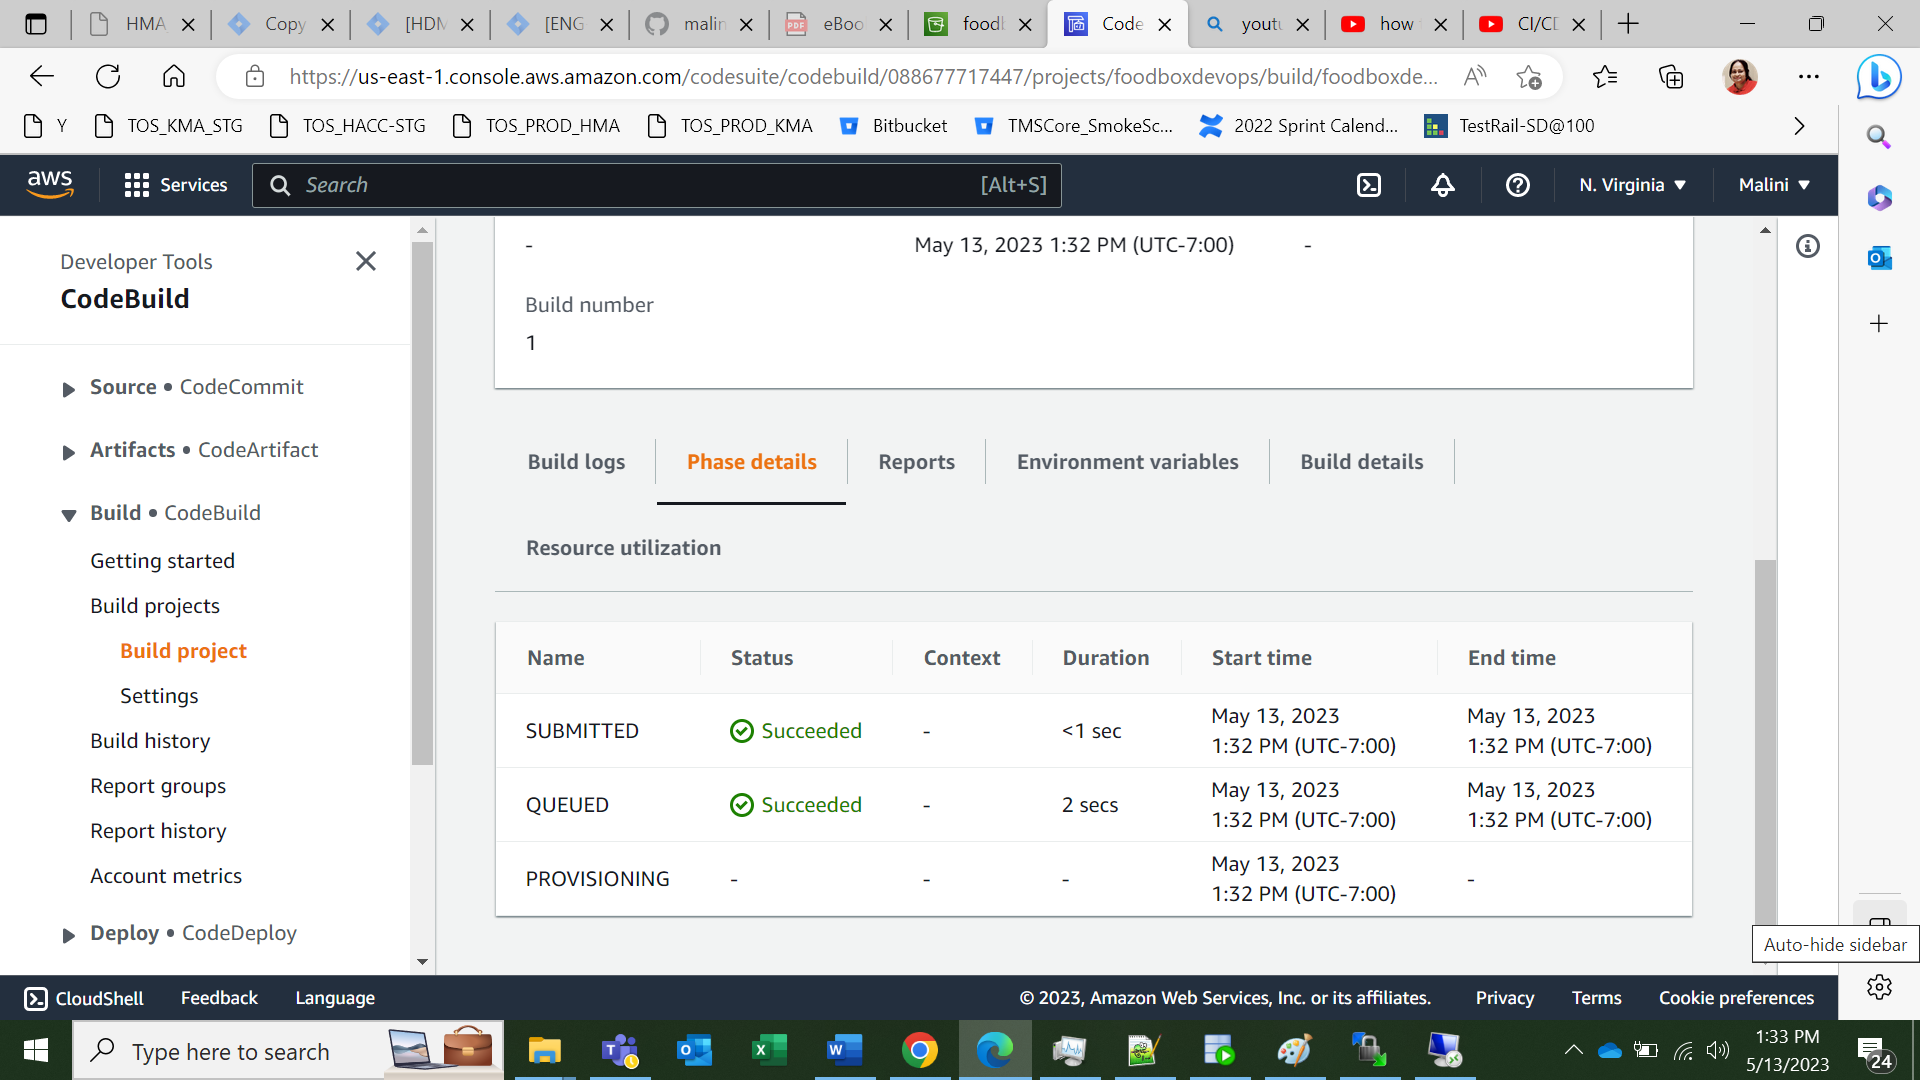 HMA
Copy
[HDM
[ENG
malin
eBoo
foodb
Code
youtu
how t
CI/CD
https://us-east-1.console.aws.amazon.com/codesuite/codebuild/088677717447/projects/foodboxdevops/build/foodboxde...
Y
TOS_KMA_STG
TOS_HACC-STG
TOS_PROD_HMA
TOS_PROD_KMA
Bitbucket
TMSCore_SmokeSc...
2022 Sprint Calend...
TestRail-SD@100
aws
Services
Search
[Alt+S]
N. Virginia
Malini
Developer Tools
CodeBuild
Source • CodeCommit
Artifacts • CodeArtifact
Build • CodeBuild
Getting started
Build projects
Build project
Settings
Build history
Report groups
Report history
Account metrics
Deploy • CodeDeploy
-
May 13, 2023 1:32 PM (UTC-7:00)
-
Build number
1
Build logs
Phase details
Reports
Environment variables
Build details
Resource utilization
Name Status Context Duration Start time End time
SUBMITTED Succeeded - <1 sec May 13, 2023 1:32 PM (UTC-7:00) May 13, 2023 1:32 PM (UTC-7:00)
QUEUED Succeeded - 2 secs May 13, 2023 1:32 PM (UTC-7:00) May 13, 2023 1:32 PM (UTC-7:00)
PROVISIONING - - - May 13, 2023 1:32 PM (UTC-7:00) -
Auto-hide sidebar
CloudShell
Feedback
Language
© 2023, Amazon Web Services, Inc. or its affiliates.
Privacy
Terms
Cookie preferences
Type here to search
1:33 PM
5/13/2023
24